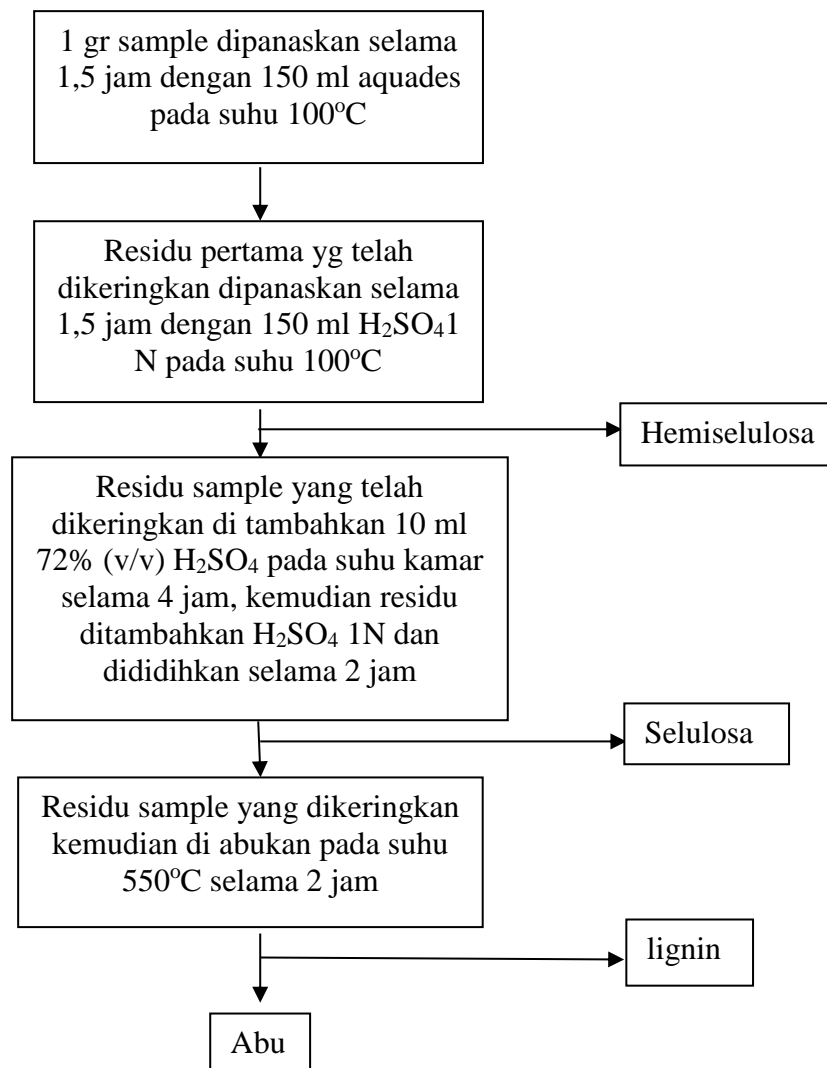 1 gr sample dipanaskan selama
1,5 jam dengan 150 ml aquades
pada suhu 100°C
Residu pertama yg telah
dikeringkan dipanaskan selama
1,5 jam dengan 150 ml H₂SO₄1
N pada suhu 100°C
Hemiselulosa
Residu sample yang telah
dikeringkan di tambahkan 10 ml
72% (v/v) H₂SO₄ pada suhu kamar
selama 4 jam, kemudian residu
ditambahkan H₂SO₄ 1N dan
dididihkan selama 2 jam
Selulosa
Residu sample yang dikeringkan
kemudian di abukan pada suhu
550°C selama 2 jam
lignin
Abu